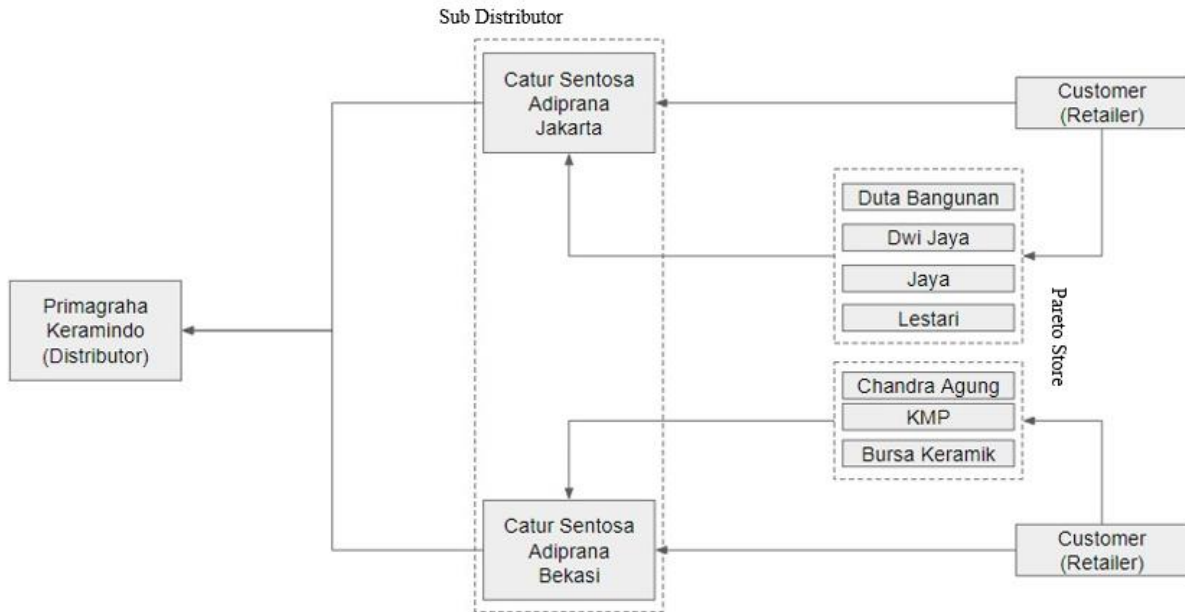 Sub Distributor
Catur Sentosa
Adiprana
Jakarta
Customer
(Retailer)
Duta Bangunan
Dwi Jaya
Jaya
Lestari
Primagraha
Keramindo
(Distributor)
Pareto Store
Chandra Agung
KMP
Bursa Keramik
Catur Sentosa
Adiprana
Bekasi
Customer
(Retailer)